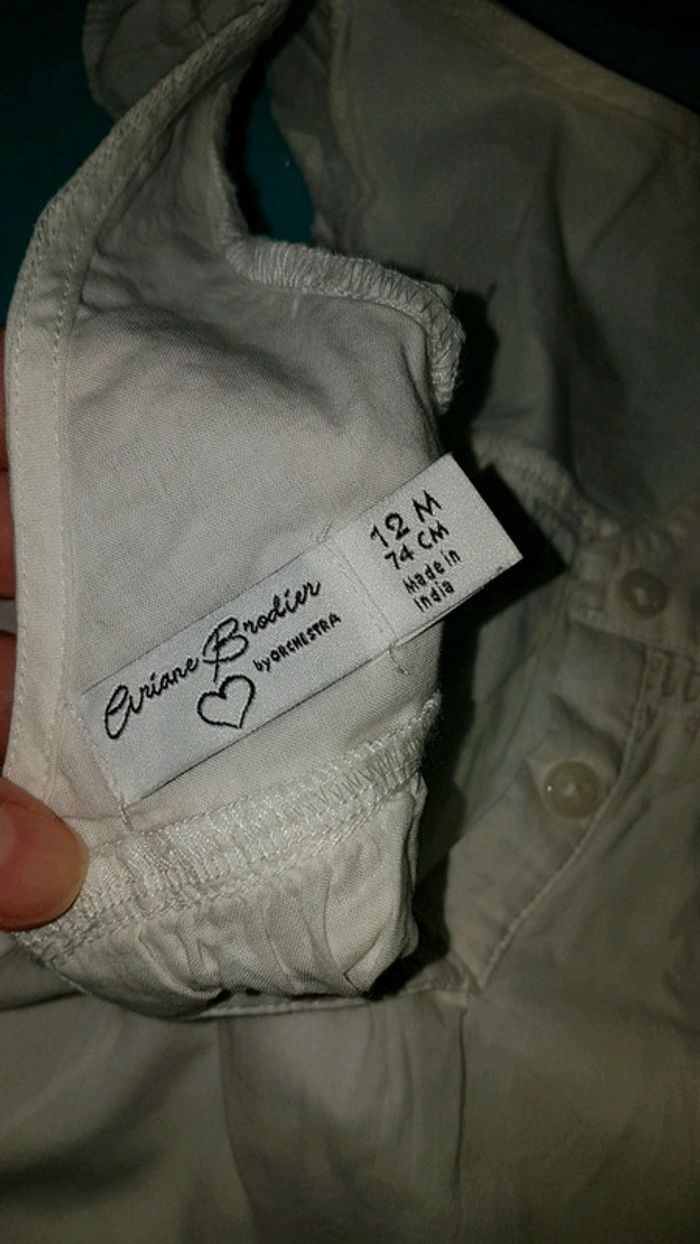 Ariane Brodier
by ORCHESTRA
12 M
74 CM
Made in
India